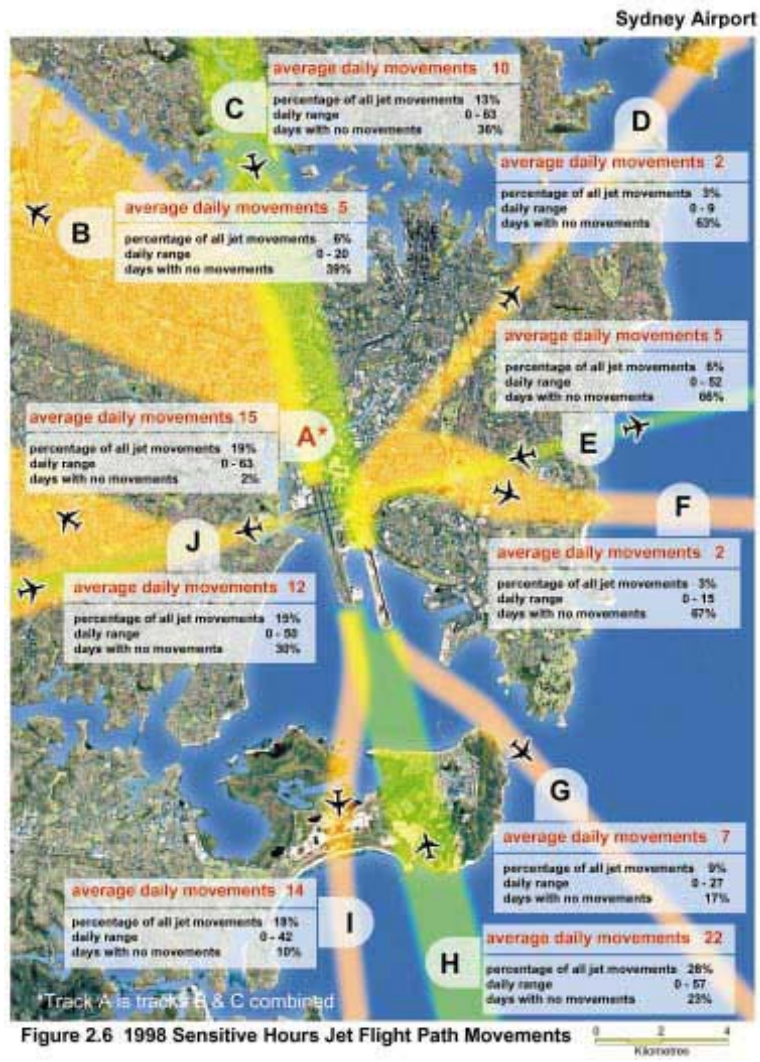 Sydney Airport
C
average daily movements 10
percentage of all jet movements 13%
daily range 0 - 63
days with no movements 36%
D
average daily movements 2
percentage of all jet movements 3%
daily range 0 - 9
days with no movements 63%
B
average daily movements 5
percentage of all jet movements 6%
daily range 0 - 20
days with no movements 39%
average daily movements 5
percentage of all jet movements 6%
daily range 0 - 52
days with no movements 66%
E
average daily movements 15
percentage of all jet movements 19%
daily range 0 - 63
days with no movements 2%
A*
F
average daily movements 2
percentage of all jet movements 3%
daily range 0 - 15
days with no movements 67%
J
average daily movements 12
percentage of all jet movements 15%
daily range 0 - 50
days with no movements 30%
G
average daily movements 7
percentage of all jet movements 9%
daily range 0 - 27
days with no movements 17%
average daily movements 14
percentage of all jet movements 18%
daily range 0 - 42
days with no movements 10%
I
H
average daily movements 22
percentage of all jet movements 28%
daily range 0 - 57
days with no movements 23%
*Track A is tracks B & C combined
Figure 2.6 1998 Sensitive Hours Jet Flight Path Movements
0 2 4
Kilometres